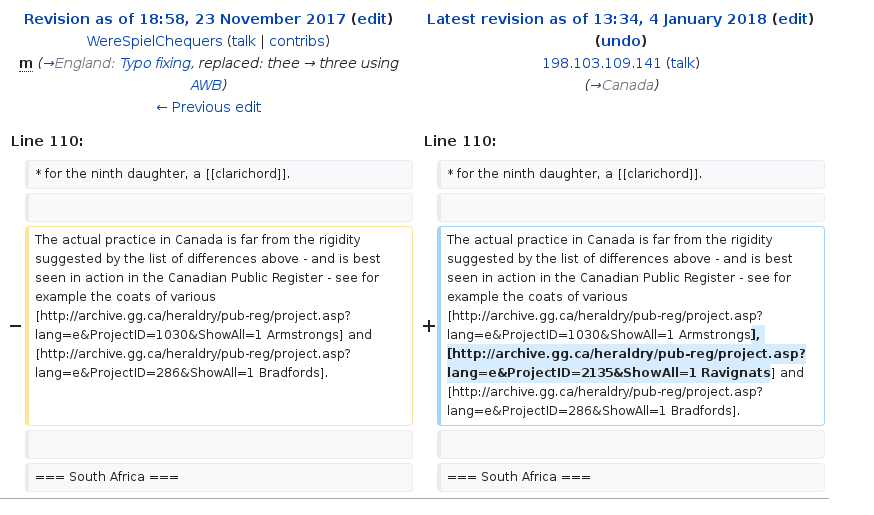 Revision as of 18:58, 23 November 2017 (edit)
WereSpielChequers (talk | contribs)
m (→England: Typo fixing, replaced: thee → three using
AWB)
← Previous edit
Latest revision as of 13:34, 4 January 2018 (edit)
(undo)
198.103.109.141 (talk)
(→Canada)
Line 110:
Line 110:
* for the ninth daughter, a [[clarichord]].
* for the ninth daughter, a [[clarichord]].
−
The actual practice in Canada is far from the rigidity
suggested by the list of differences above - and is best
seen in action in the Canadian Public Register - see for
example the coats of various
[http://archive.gg.ca/heraldry/pub-reg/project.asp?
lang=e&ProjectID=1030&ShowAll=1 Armstrongs] and
[http://archive.gg.ca/heraldry/pub-reg/project.asp?
lang=e&ProjectID=286&ShowAll=1 Bradfords].
+
The actual practice in Canada is far from the rigidity
suggested by the list of differences above - and is best
seen in action in the Canadian Public Register - see for
example the coats of various
[http://archive.gg.ca/heraldry/pub-reg/project.asp?
lang=e&ProjectID=1030&ShowAll=1 Armstrongs],
[http://archive.gg.ca/heraldry/pub-reg/project.asp?
lang=e&ProjectID=2135&ShowAll=1 Ravignats] and
[http://archive.gg.ca/heraldry/pub-reg/project.asp?
lang=e&ProjectID=286&ShowAll=1 Bradfords].
=== South Africa ===
=== South Africa ===